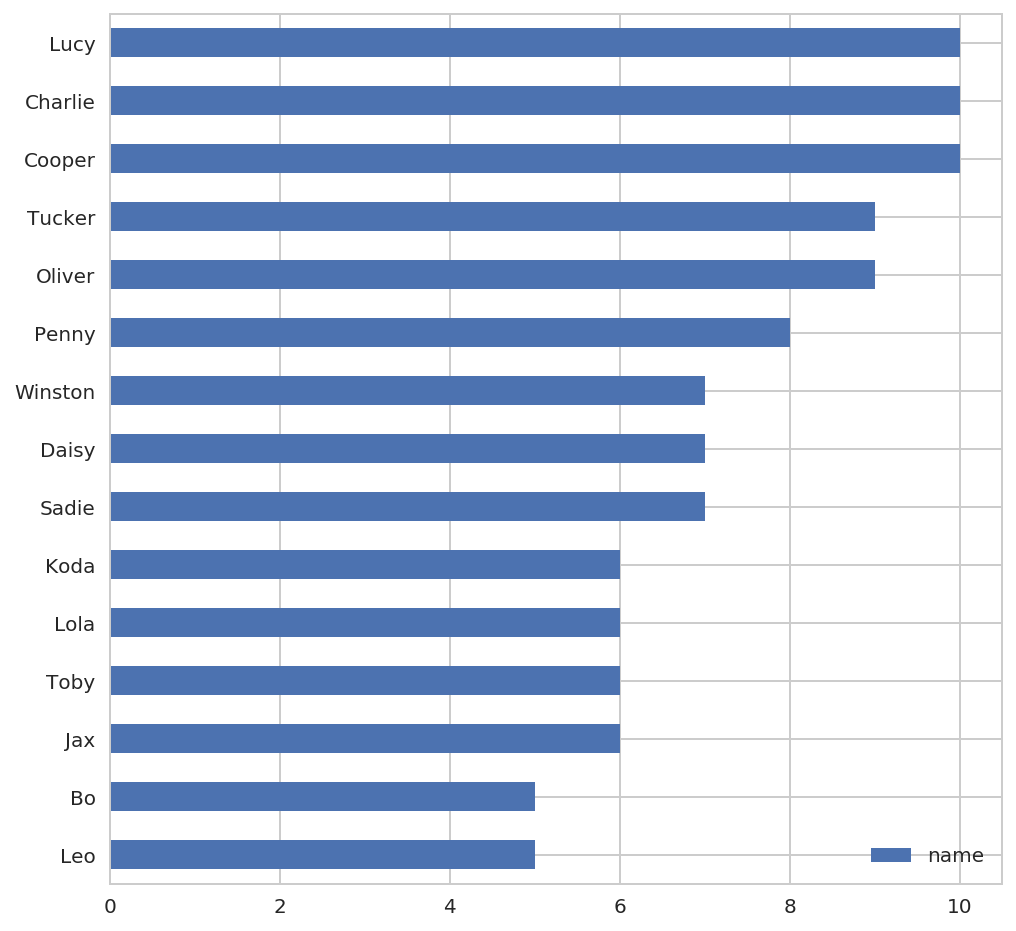 Lucy
Charlie
Cooper
Tucker
Oliver
Penny
Winston
Daisy
Sadie
Koda
Lola
Toby
Jax
Bo
Leo
name
0 2 4 6 8 10